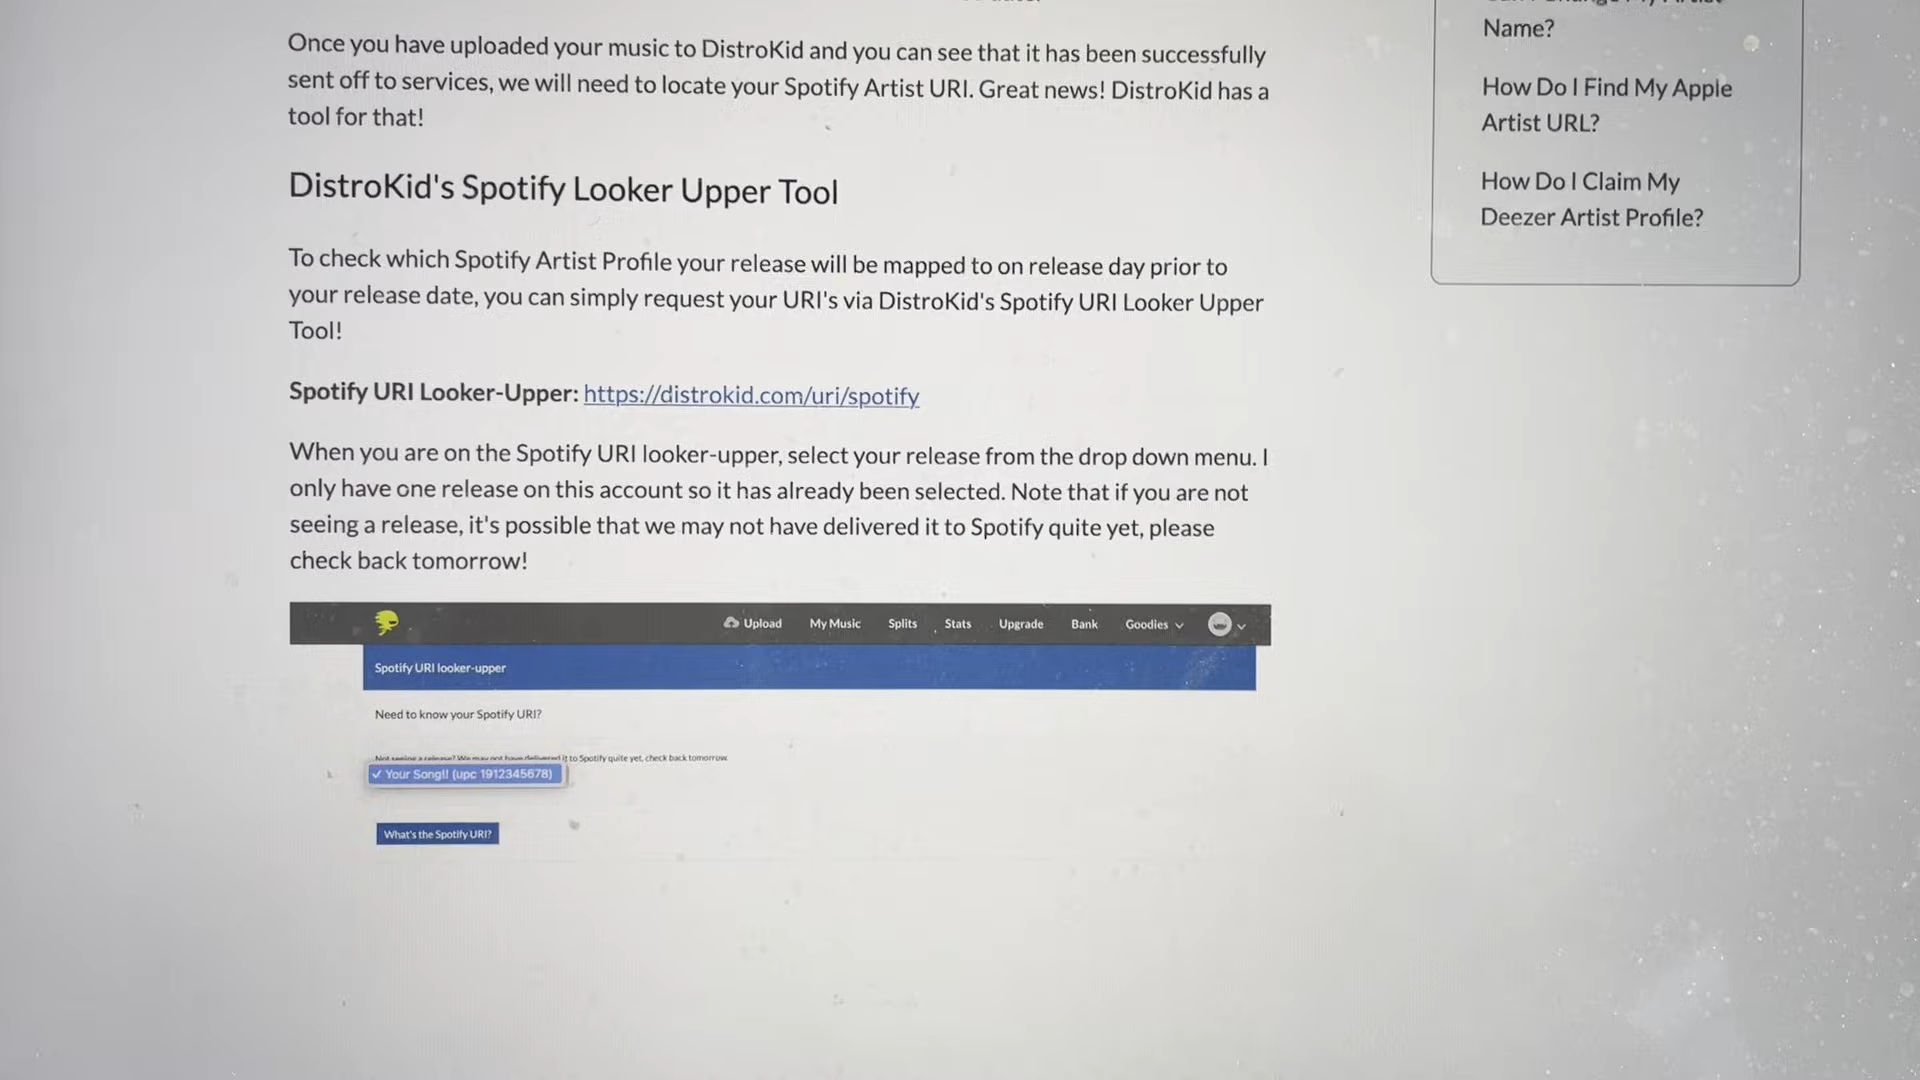 Once you have uploaded your music to DistroKid and you can see that it has been successfully
sent off to services, we will need to locate your Spotify Artist URI. Great news! DistroKid has a
tool for that!
DistroKid's Spotify Looker Upper Tool
To check which Spotify Artist Profile your release will be mapped to on release day prior to
your release date, you can simply request your URI's via DistroKid's Spotify URI Looker Upper
Tool!
Spotify URI Looker-Upper: https://distrokid.com/uri/spotify
When you are on the Spotify URI looker-upper, select your release from the drop down menu. I
only have one release on this account so it has already been selected. Note that if you are not
seeing a release, it's possible that we may not have delivered it to Spotify quite yet, please
check back tomorrow!
Upload My Music Splits Stats Upgrade Bank Goodies
Spotify URI looker-upper
Need to know your Spotify URI?
Not seeing a release? We may not have delivered it to Spotify quite yet, check back tomorrow.
✓ Your Song!! (upc 1912345678)
What's the Spotify URI?
Name?
How Do I Find My Apple
Artist URL?
How Do I Claim My
Deezer Artist Profile?